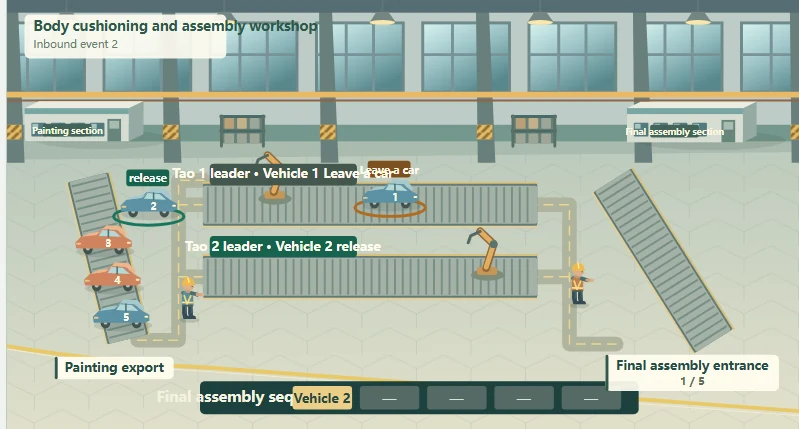 Body cushioning and assembly workshop
Inbound event 2
Painting section
Final assembly section
release
Tao 1 leader • Vehicle 1 Leave a car
Leave a car
2
1
3
Tao 2 leader • Vehicle 2 release
4
5
Painting export
Final assembly entrance
1 / 5
Final assembly seq
Vehicle 2
— — — —